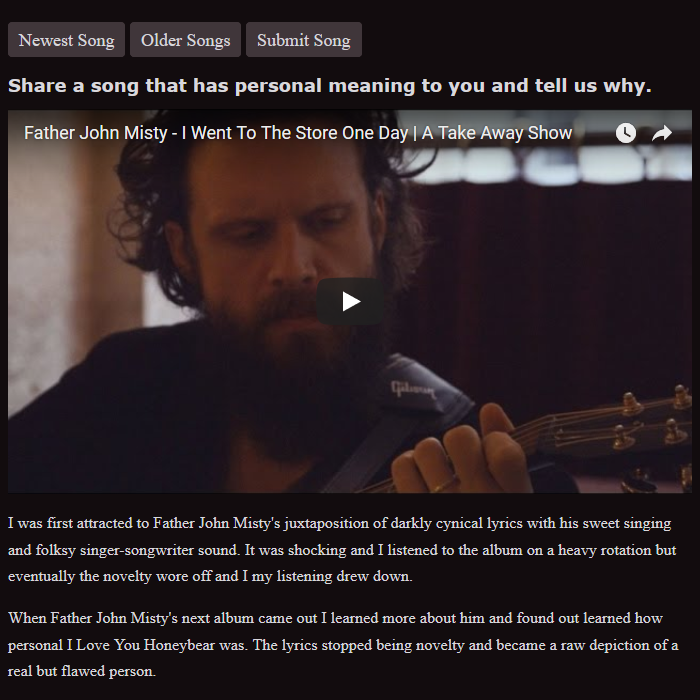 Newest Song Older Songs Submit Song
Share a song that has personal meaning to you and tell us why.
Father John Misty - I Went To The Store One Day | A Take Away Show
Gibson
I was first attracted to Father John Misty's juxtaposition of darkly cynical lyrics with his sweet singing
and folksy singer-songwriter sound. It was shocking and I listened to the album on a heavy rotation but
eventually the novelty wore off and I my listening drew down.
When Father John Misty's next album came out I learned more about him and found out learned how
personal I Love You Honeybear was. The lyrics stopped being novelty and became a raw depiction of a
real but flawed person.